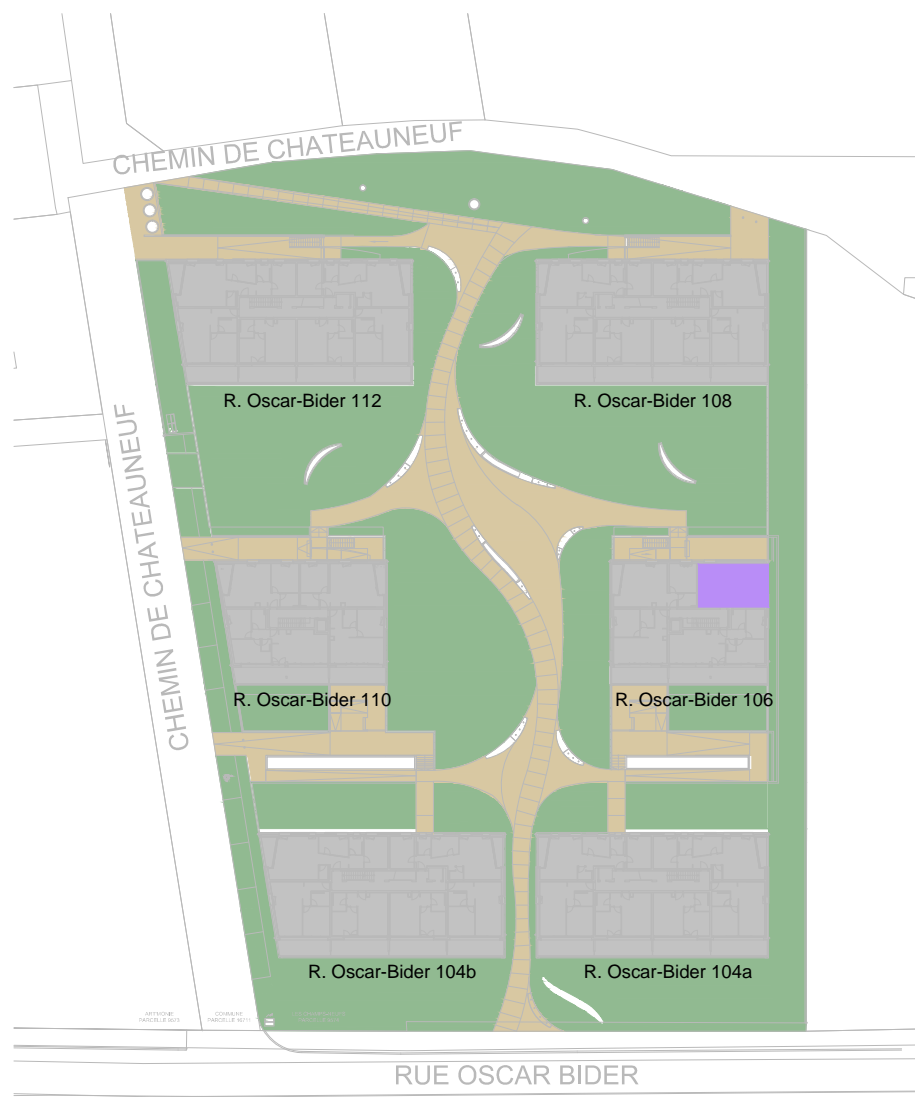 CHEMIN DE CHATEAUNEUF
R. Oscar-Bider 112
R. Oscar-Bider 108
CHEMIN DE CHATEAUNEUF
R. Oscar-Bider 110
R. Oscar-Bider 106
R. Oscar-Bider 104b
R. Oscar-Bider 104a
COMMUNE
RUE OSCAR BIDER